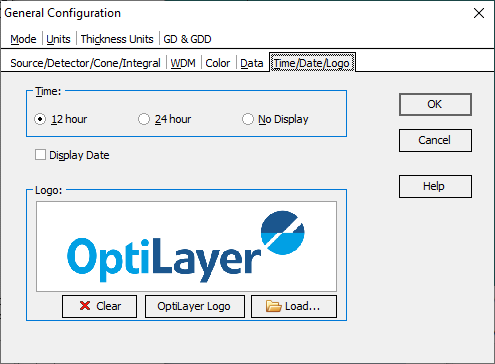 General Configuration
Mode Units Thickness Units GD & GDD
Source/Detector/Cone/Integral WDM Color Data Time/Date/Logo
Time:
12 hour 24 hour No Display
Display Date
Logo:
OptiLayer
Clear OptiLayer Logo Load...
OK
Cancel
Help